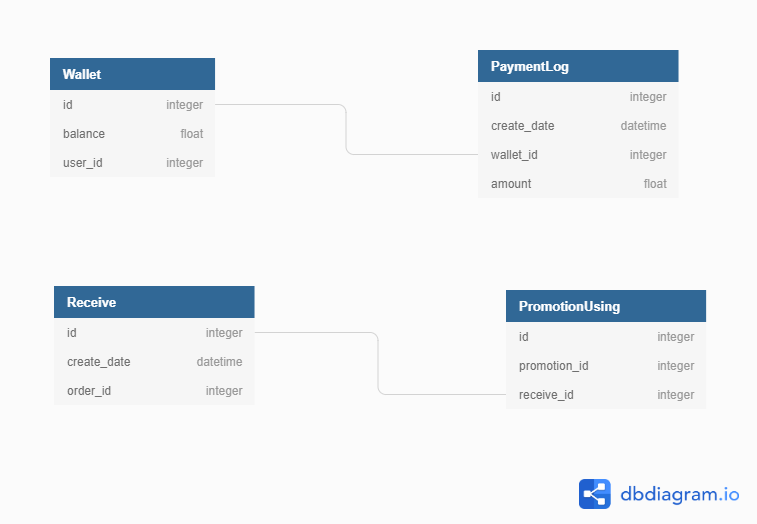 Wallet
id integer
balance float
user_id integer
PaymentLog
id integer
create_date datetime
wallet_id integer
amount float
Receive
id integer
create_date datetime
order_id integer
PromotionUsing
id integer
promotion_id integer
receive_id integer
dbdiagram.io